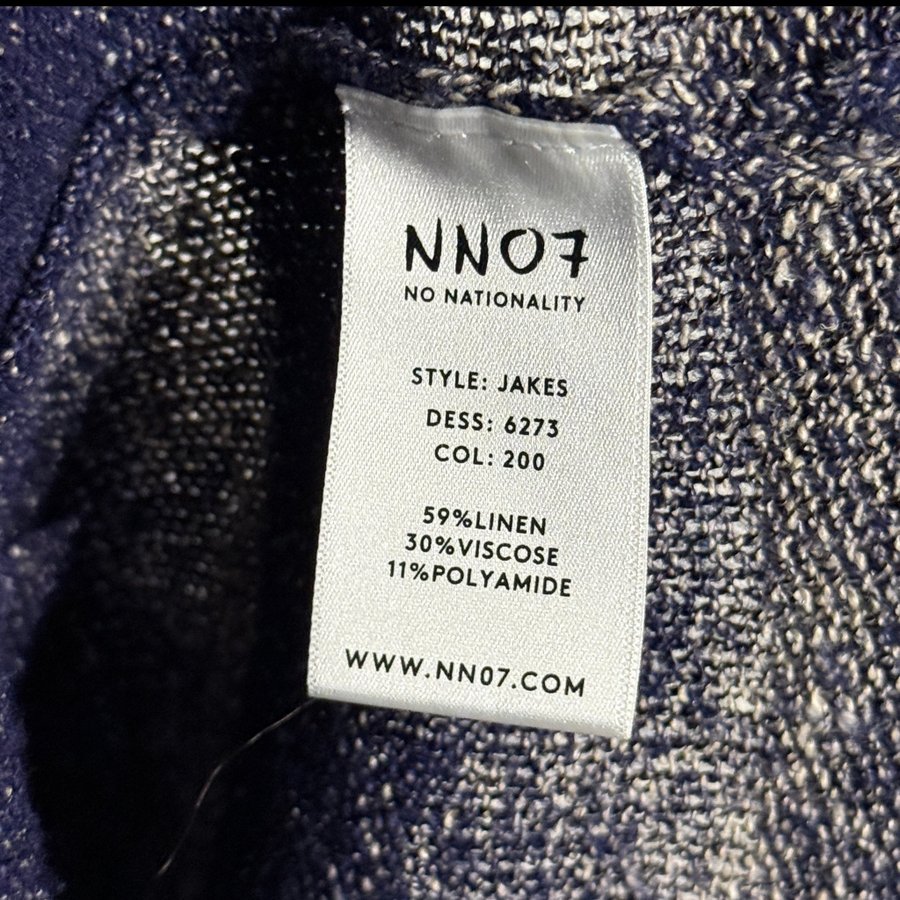 NN07
NO NATIONALITY
STYLE: JAKES
DESS: 6273
COL: 200
59%LINEN
30%VISCOSE
11%POLYAMIDE
WWW.NN07.COM